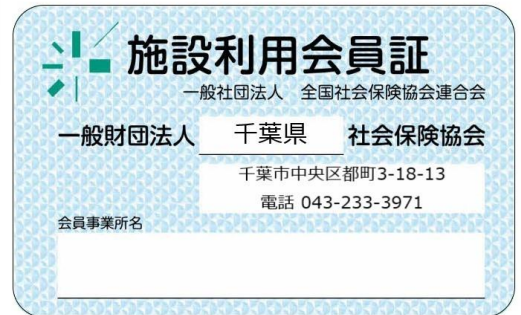 施設利用会員証
一般社団法人 全国社会保険協会連合会
一般財団法人 千葉県 社会保険協会
千葉市中央区都町3-18-13
電話 043-233-3971
会員事業所名